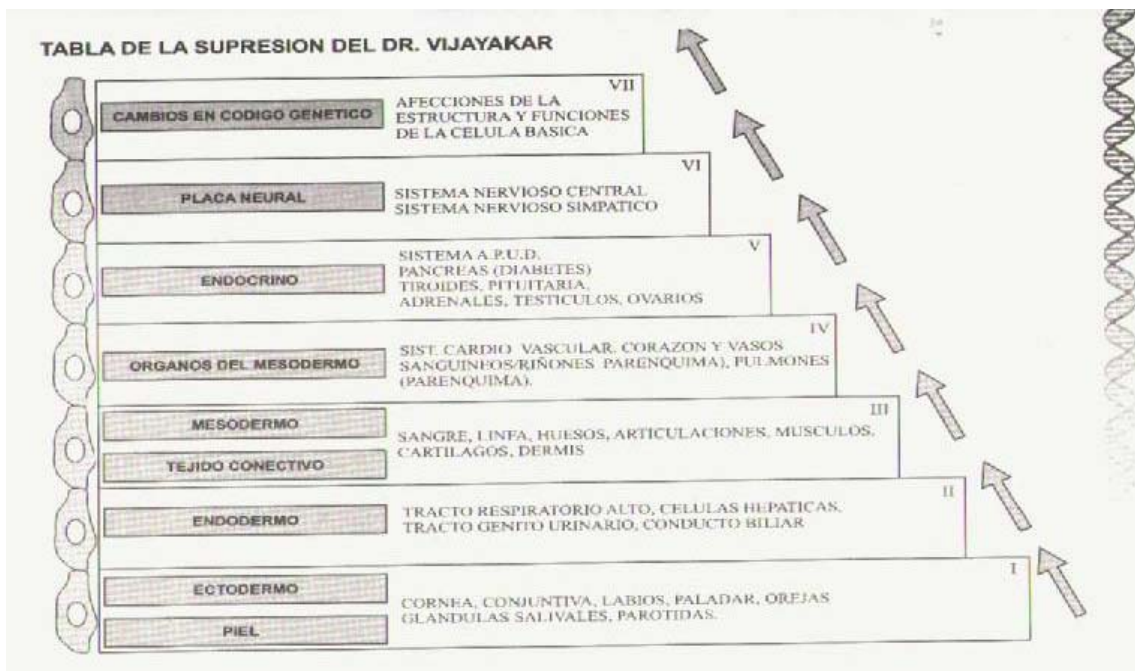 TABLA DE LA SUPRESION DEL DR. VIJAYAKAR
VII
CAMBIOS EN CODIGO GENETICO
AFECCIONES DE LA
ESTRUCTURA Y FUNCIONES
DE LA CELULA BASICA
VI
PLACA NEURAL
SISTEMA NERVIOSO CENTRAL
SISTEMA NERVIOSO SIMPATICO
V
ENDOCRINO
SISTEMA A.P.U.D.
PANCREAS (DIABETES)
TIROIDES, PITUITARIA,
ADRENALES, TESTICULOS, OVARIOS
IV
ORGANOS DEL MESODERMO
SIST. CARDIO VASCULAR. CORAZON Y VASOS
SANGUINEOS/RIÑONES PARENQUIMA), PULMONES
(PARENQUIMA).
III
MESODERMO
TEJIDO CONECTIVO
SANGRE, LINFA, HUESOS, ARTICULACIONES, MUSCULOS,
CARTILAGOS, DERMIS
II
ENDODERMO
TRACTO RESPIRATORIO ALTO, CELULAS HEPATICAS,
TRACTO GENITO URINARIO, CONDUCTO BILIAR
I
ECTODERMO
PIEL
CORNEA, CONJUNTIVA, LABIOS, PALADAR, OREJAS
GLANDULAS SALIVALES, PAROTIDAS.